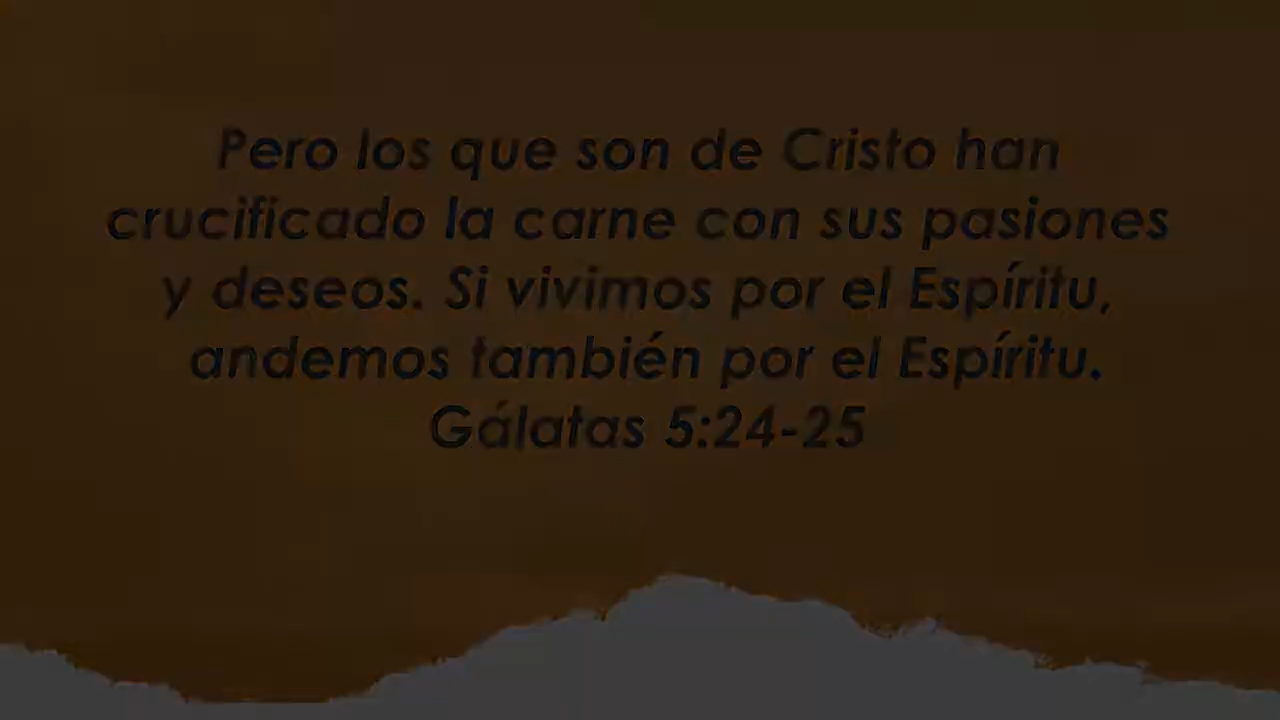 Pero los que son de Cristo han
crucificado la carne con sus pasiones
y deseos. Si vivimos por el Espíritu,
andemos también por el Espíritu.
Gálatas 5:24-25